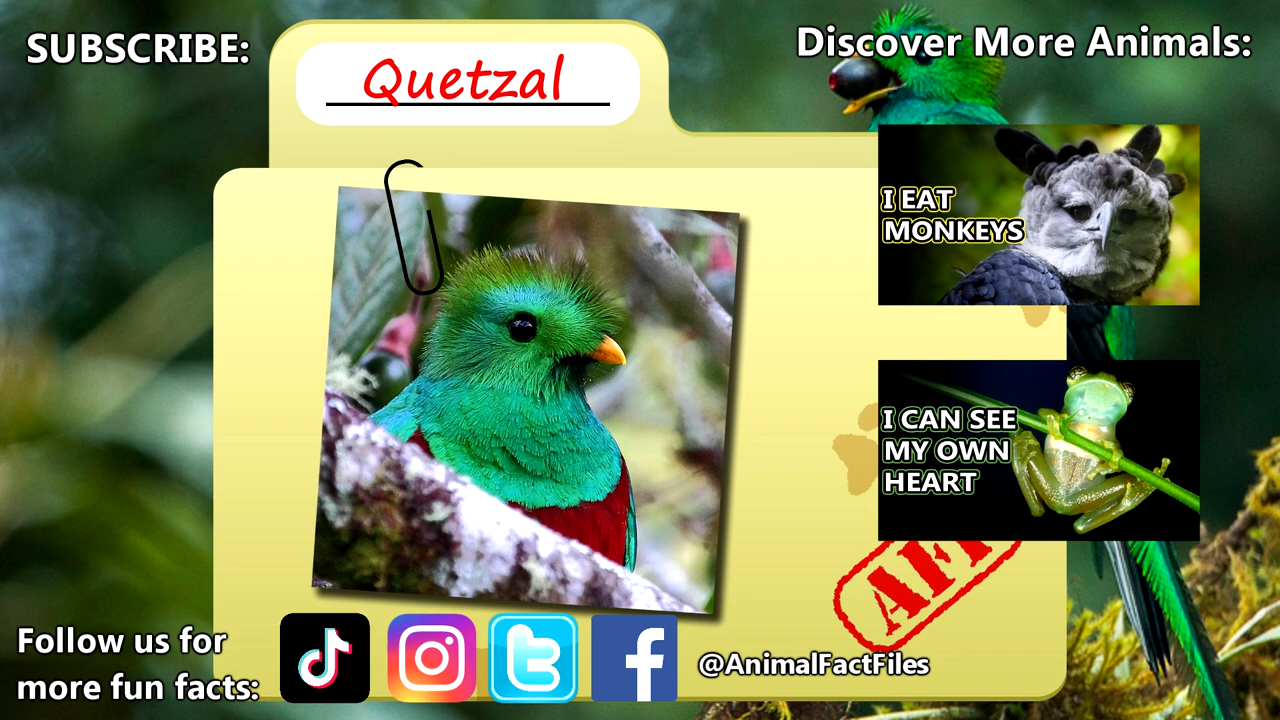 SUBSCRIBE:
Quetzal
Discover More Animals:
I EAT
MONKEYS
I CAN SEE
MY OWN
HEART
AFF
Follow us for
more fun facts:
@AnimalFactFiles